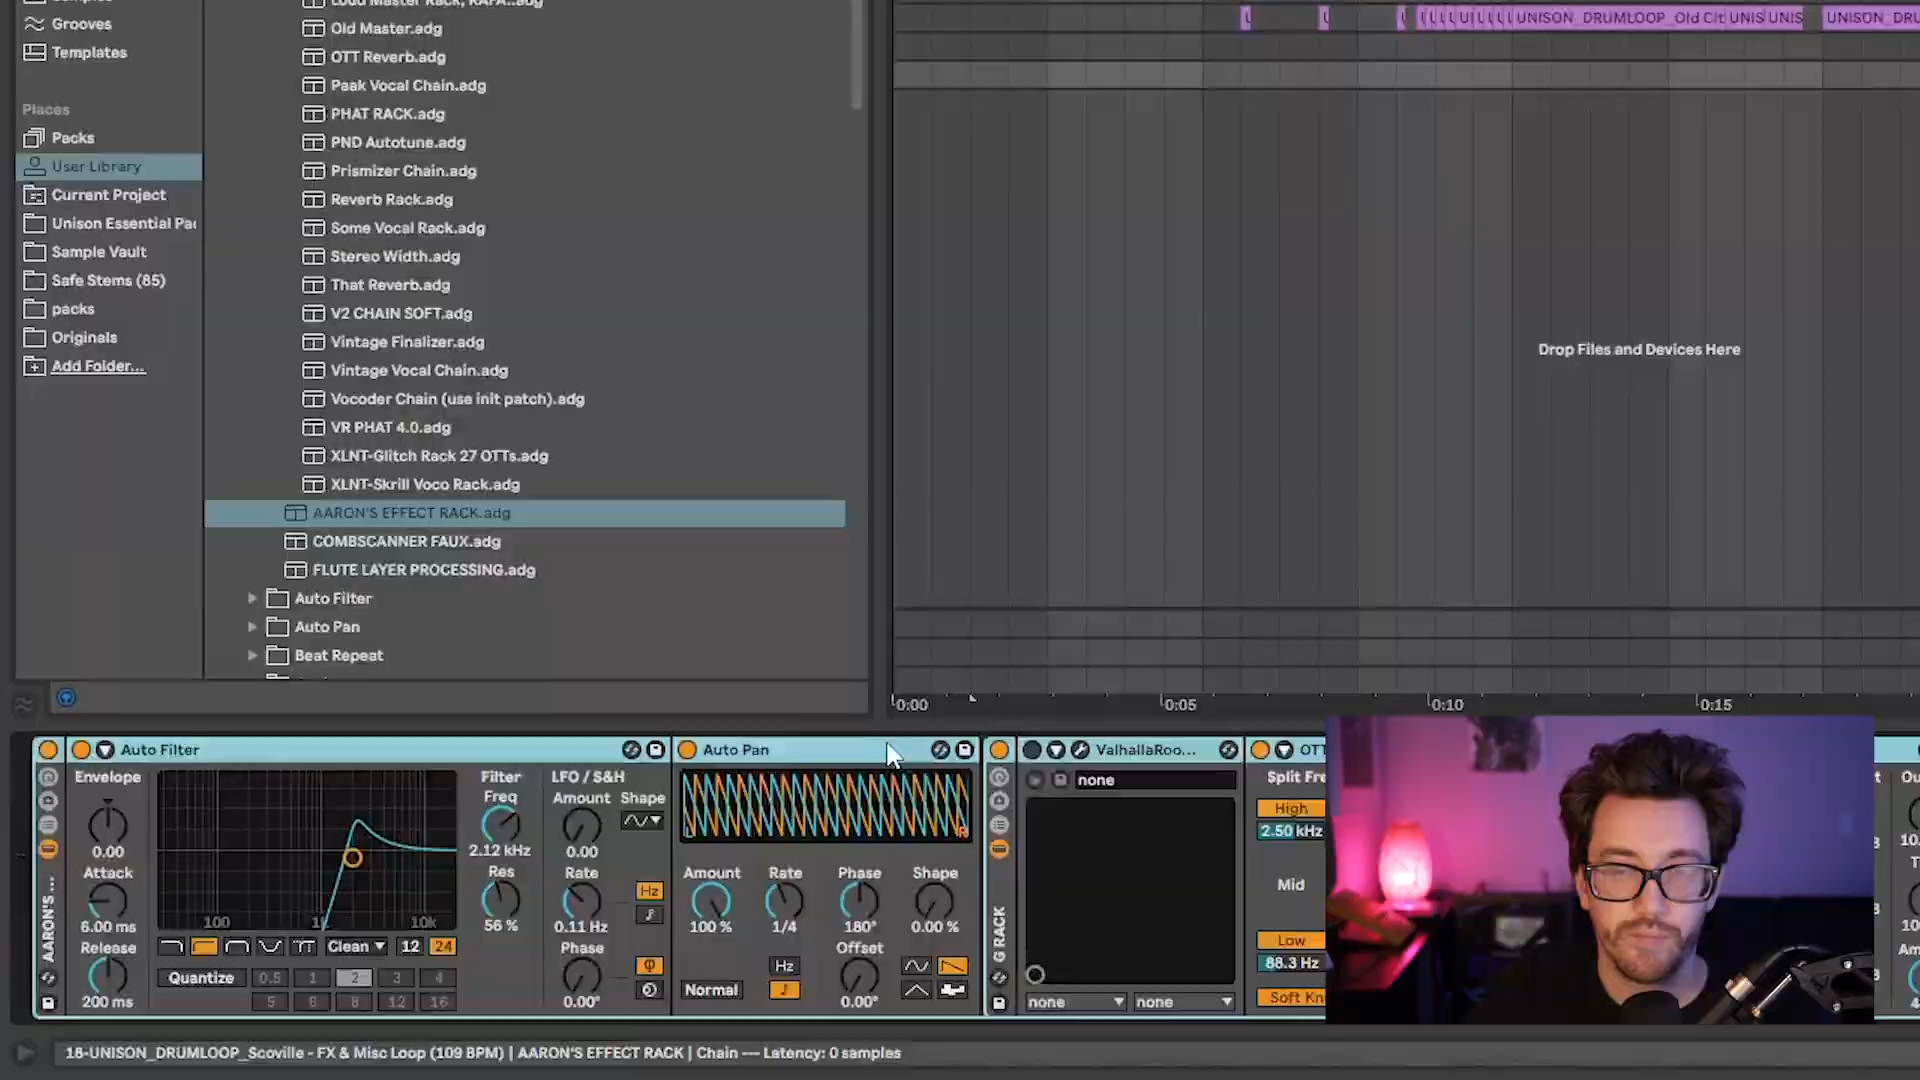 Grooves
Templates
Places
Packs
User Library
Current Project
Unison Essential Pac
Sample Vault
Safe Stems (85)
packs
Originals
Add Folder...
Old Master.adg
OTT Reverb.adg
Paak Vocal Chain.adg
PHAT RACK.adg
PND Autotune.adg
Prismizer Chain.adg
Reverb Rack.adg
Some Vocal Rack.adg
Stereo Width.adg
That Reverb.adg
V2 CHAIN SOFT.adg
Vintage Finalizer.adg
Vintage Vocal Chain.adg
Vocoder Chain (use init patch).adg
VR PHAT 4.0.adg
XLNT-Glitch Rack 27 OTTs.adg
XLNT-Skrill Voco Rack.adg
AARON'S EFFECT RACK.adg
COMBSCANNER FAUX.adg
FLUTE LAYER PROCESSING.adg
Auto Filter
Auto Pan
Beat Repeat
UNISON_DRUMLOOP_Old Cit UNIS UNIS UNISON_DRU
Drop Files and Devices Here
0:00 0:05 0:10 0:15
Auto Filter
Envelope
0.00
Attack
6.00 ms
Release
200 ms
100 1k 10k
Clean 12 24
Quantize 0.5 1 2 3 4
5 6 8 12 16
Filter
Freq
2.12 kHz
Res
56 %
LFO / S&H
Amount Shape
0.00
Rate
Hz
0.11 Hz
Phase
0.00°
Auto Pan
L R
Amount Rate Phase Shape
100 % 1/4 180° 0.00 %
Offset
Hz
Normal 0.00°
AARON'S ...
G RACK
ValhallaRoo...
none
none none
OTT
Split Fre
High
2.50 kHz
Mid
Low
88.3 Hz
Soft Kn
18-UNISON_DRUMLOOP_Scoville - FX & Misc Loop (109 BPM) | AARON'S EFFECT RACK | Chain --- Latency: 0 samples